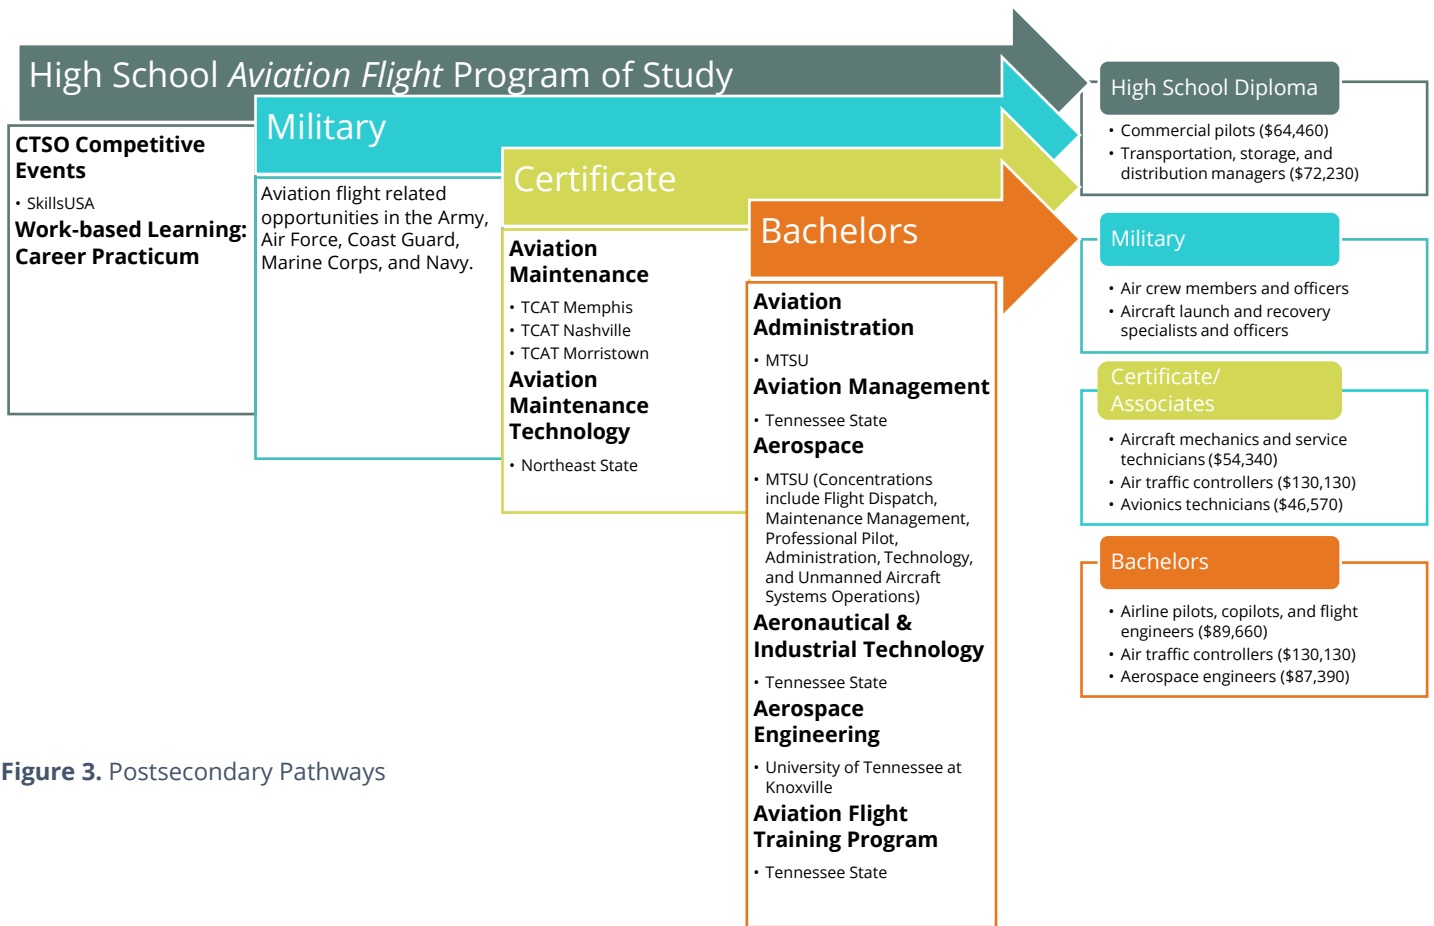 High School Aviation Flight Program of Study
CTSO Competitive
Events
• SkillsUSA
Work-based Learning:
Career Practicum
Military
Aviation flight related
opportunities in the Army,
Air Force, Coast Guard,
Marine Corps, and Navy.
Certificate
Aviation
Maintenance
• TCAT Memphis
• TCAT Nashville
• TCAT Morristown
Aviation
Maintenance
Technology
• Northeast State
Bachelors
Aviation
Administration
• MTSU
Aviation Management
• Tennessee State
Aerospace
• MTSU (Concentrations
include Flight Dispatch,
Maintenance Management,
Professional Pilot,
Administration, Technology,
and Unmanned Aircraft
Systems Operations)
Aeronautical &
Industrial Technology
• Tennessee State
Aerospace
Engineering
• University of Tennessee at
Knoxville
Aviation Flight
Training Program
• Tennessee State
High School Diploma
• Commercial pilots ($64,460)
• Transportation, storage, and
distribution managers ($72,230)
Military
• Air crew members and officers
• Aircraft launch and recovery
specialists and officers
Certificate/
Associates
• Aircraft mechanics and service
technicians ($54,340)
• Air traffic controllers ($130,130)
• Avionics technicians ($46,570)
Bachelors
• Airline pilots, copilots, and flight
engineers ($89,660)
• Air traffic controllers ($130,130)
• Aerospace engineers ($87,390)
Figure 3. Postsecondary Pathways